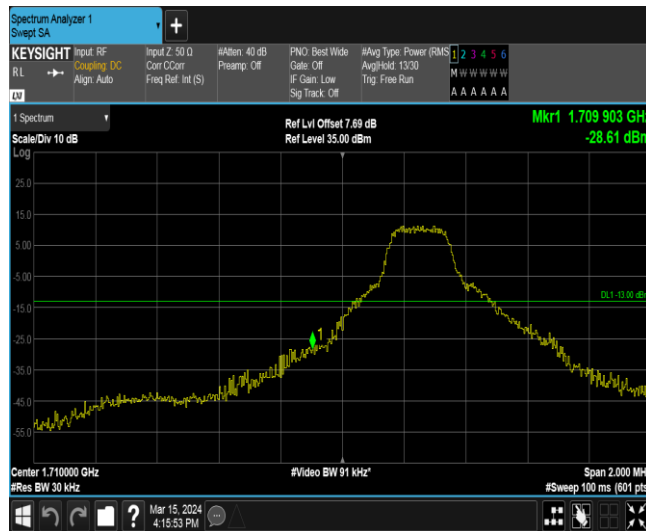 Spectrum Analyzer 1
Swept SA
+
KEYSIGHT
RL
LXI
Input: RF
Coupling: DC
Align: Auto
Input Z: 50 Ω
Corr CCorr
Freq Ref: Int (S)
#Atten: 40 dB
Preamp: Off
PNO: Best Wide
Gate: Off
IF Gain: Low
Sig Track: Off
#Avg Type: Power (RMS
Avg|Hold: 13/30
Trig: Free Run
1 2 3 4 5 6
M W W W W W
A A A A A A
1 Spectrum
Scale/Div 10 dB
Log
Ref Lvl Offset 7.69 dB
Ref Level 35.00 dBm
Mkr1 1.709 903 GHz
-28.61 dBm
25.0
15.0
5.00
-5.00
-15.0
-25.0
-35.0
-45.0
-55.0
DL1 -13.00 dBm
1
Center 1.710000 GHz
#Res BW 30 kHz
#Video BW 91 kHz*
Span 2.000 MHz
#Sweep 100 ms (601 pts)
?
Mar 15, 2024
4:15:53 PM